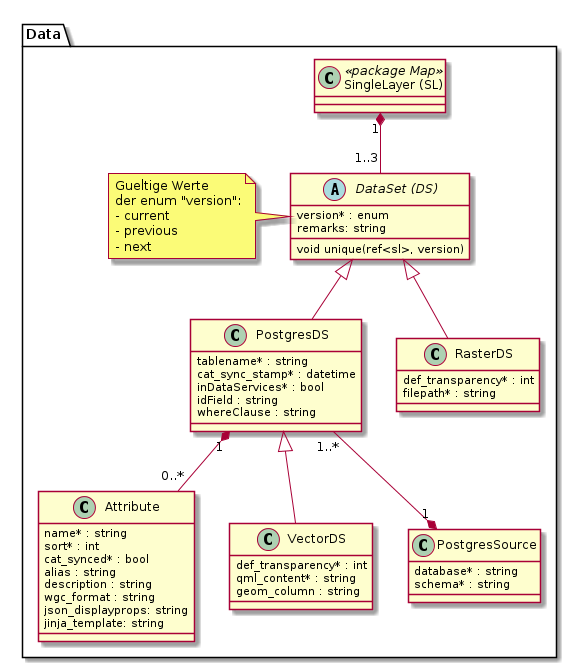 Data
C
«package Map»
SingleLayer (SL)
1
1..3
Gueltige Werte
der enum "version":
- current
- previous
- next
A
DataSet (DS)
version* : enum
remarks: string
void unique(ref<sl>, version)
C
PostgresDS
tablename* : string
cat_sync_stamp* : datetime
inDataServices* : bool
idField : string
whereClause : string
C
RasterDS
def_transparency* : int
filepath* : string
1
0..*
1..*
1
C
Attribute
name* : string
sort* : int
cat_synced* : bool
alias : string
description : string
wgc_format : string
json_displayprops: string
jinja_template: string
C
VectorDS
def_transparency* : int
qml_content* : string
geom_column : string
C
PostgresSource
database* : string
schema* : string